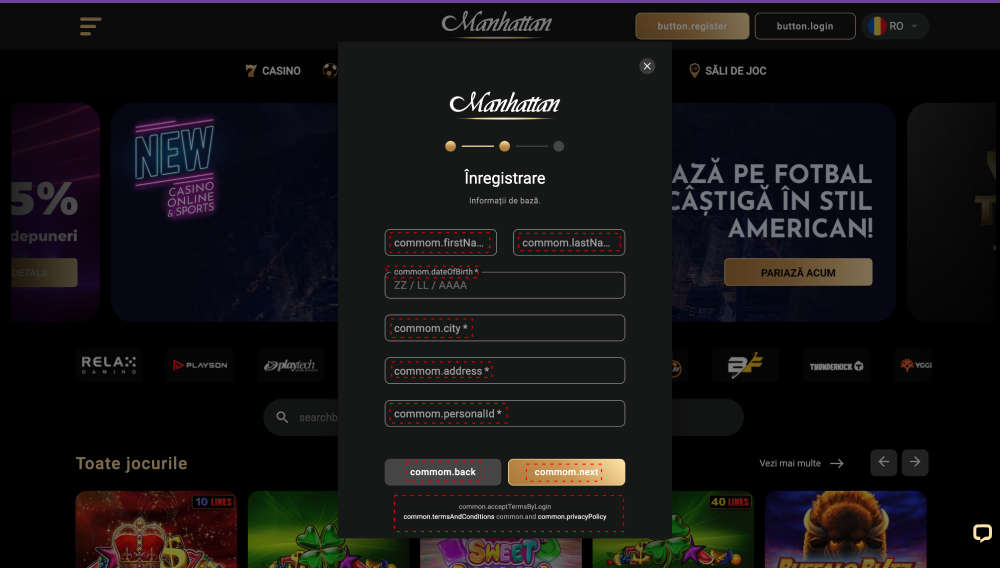 Manhattan
button.register
button.login
RO
CASINO
SĂLI DE JOC
Manhattan
Înregistrare
Informații de bază.
NEW
CASINO
ONLINE
& SPORTS
5%
depuneri
DETALII
AZĂ PE FOTBAL
CÂȘTIGĂ ÎN STIL
AMERICAN!
PARIAZĂ ACUM
commom.firstNa...
commom.lastNa...
commom.dateOfBirth *
ZZ / LL / AAAA
commom.city *
commom.address *
commom.personalId *
RELAX
GAMING
PLAYSON
playtech
THUNDERKICK
YGG
searchb
Toate jocurile
Vezi mai multe
commom.back
commom.next
common.acceptTermsByLogin
common.termsAndConditions common and common.privacyPolicy
10 LINES
40 LINES
SWEET